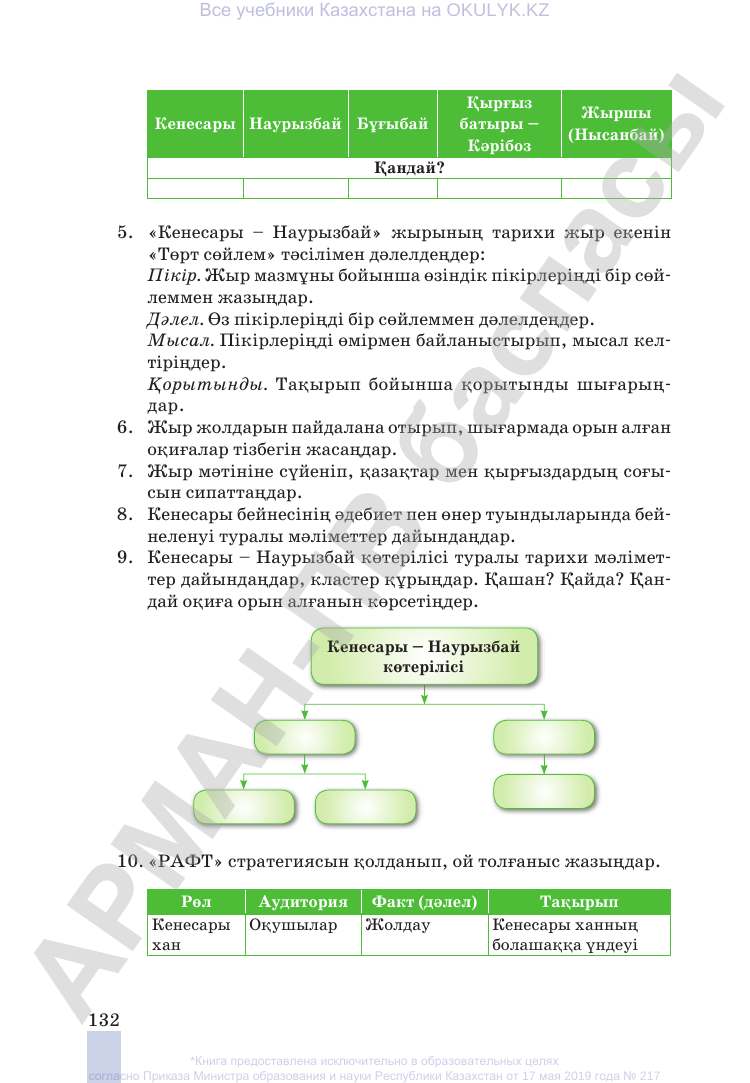 Все учебники Казахстана на OKULYK.KZ
Кенесары Наурызбай Бұғыбай Қырғыз батыры – Кәрібоз Жыршы (Нысанбай)
Қандай?
5. «Кенесары – Наурызбай» жырының тарихи жыр екенін
«Төрт сөйлем» тәсілімен дәлелдеңдер:
Пікір. Жыр мазмұны бойынша өзіндік пікірлеріңді бір сөй-
леммен жазыңдар.
Дәлел. Өз пікірлеріңді бір сөйлеммен дәлелдеңдер.
Мысал. Пікірлеріңді өмірмен байланыстырып, мысал кел-
тіріңдер.
Қорытынды. Тақырып бойынша қорытынды шығарың-
дар.
6. Жыр жолдарын пайдалана отырып, шығармада орын алған
оқиғалар тізбегін жасаңдар.
7. Жыр мәтініне сүйеніп, қазақтар мен қырғыздардың соғы-
сын сипаттаңдар.
8. Кенесары бейнесінің әдебиет пен өнер туындыларында бей-
неленуі туралы мәліметтер дайындаңдар.
9. Кенесары – Наурызбай көтерілісі туралы тарихи мәлімет-
тер дайындаңдар, кластер құрыңдар. Қашан? Қайда? Қан-
дай оқиға орын алғанын көрсетіңдер.
Кенесары – Наурызбай
көтерілісі
10. «РАФТ» стратегиясын қолданып, ой толғаныс жазыңдар.
Рөл Аудитория Факт (дәлел) Тақырып
Кенесары хан Оқушылар Жолдау Кенесары ханның болашаққа үндеуі
132
АРМАН-ПВ баспасы
*Книга предоставлена исключительно в образовательных целях
согласно Приказа Министра образования и науки Республики Казахстан от 17 мая 2019 года № 217